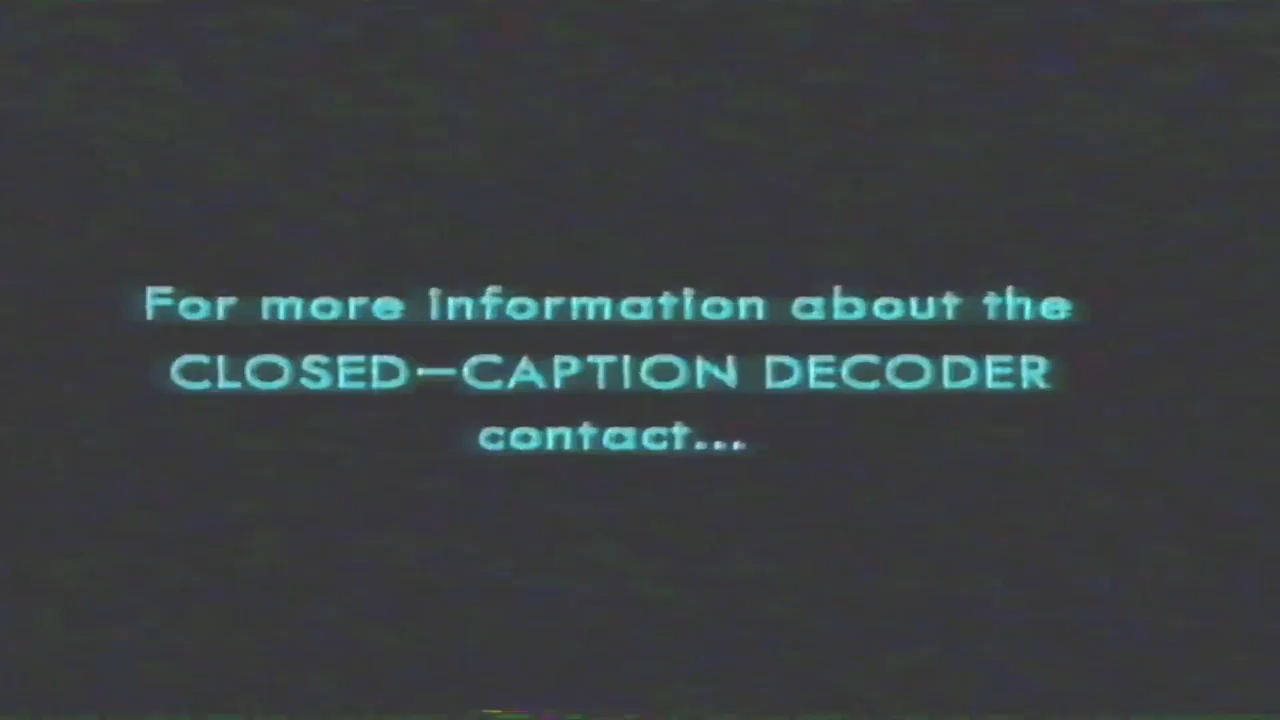 For more information about the
CLOSED-CAPTION DECODER
contact...